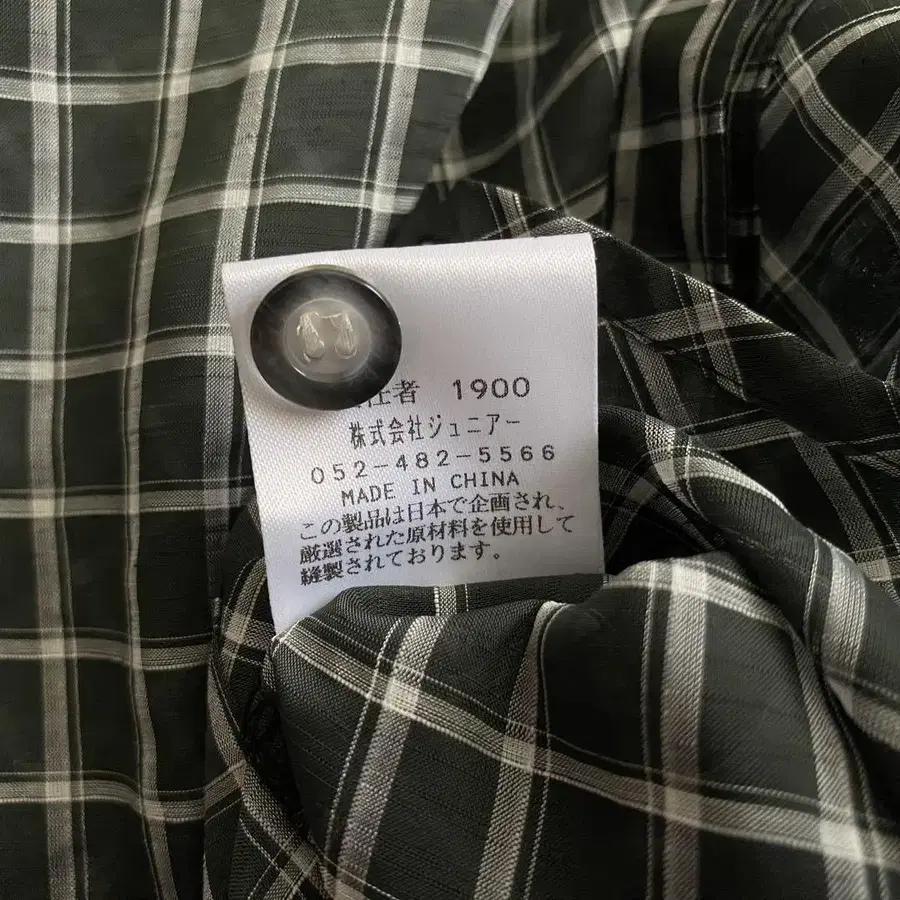 任者 1900
株式会社ジュニアー
052-482-5566
MADE IN CHINA
この製品は日本で企画され、
厳選された原材料を使用して
縫製されております。